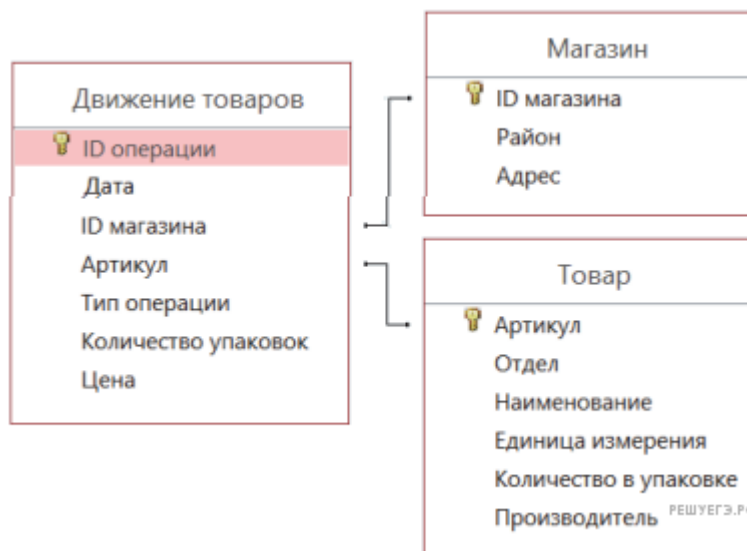 Движение товаров
ID операции
Дата
ID магазина
Артикул
Тип операции
Количество упаковок
Цена
Магазин
ID магазина
Район
Адрес
Товар
Артикул
Отдел
Наименование
Единица измерения
Количество в упаковке
Производитель